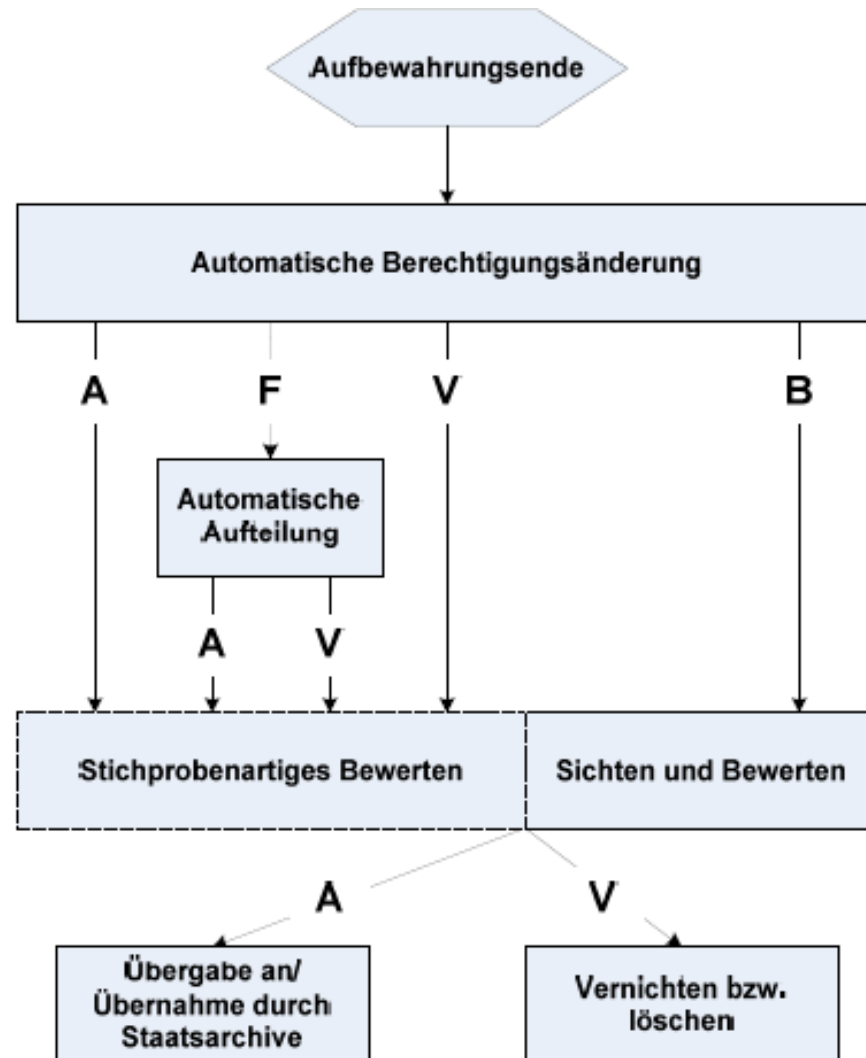 Aufbewahrungsende
Automatische Berechtigungsänderung
A F V B
Automatische
Aufteilung
A V
Stichprobenartiges Bewerten
Sichten und Bewerten
A V
Übergabe an/
Übernahme durch
Staatsarchive
Vernichten bzw.
löschen